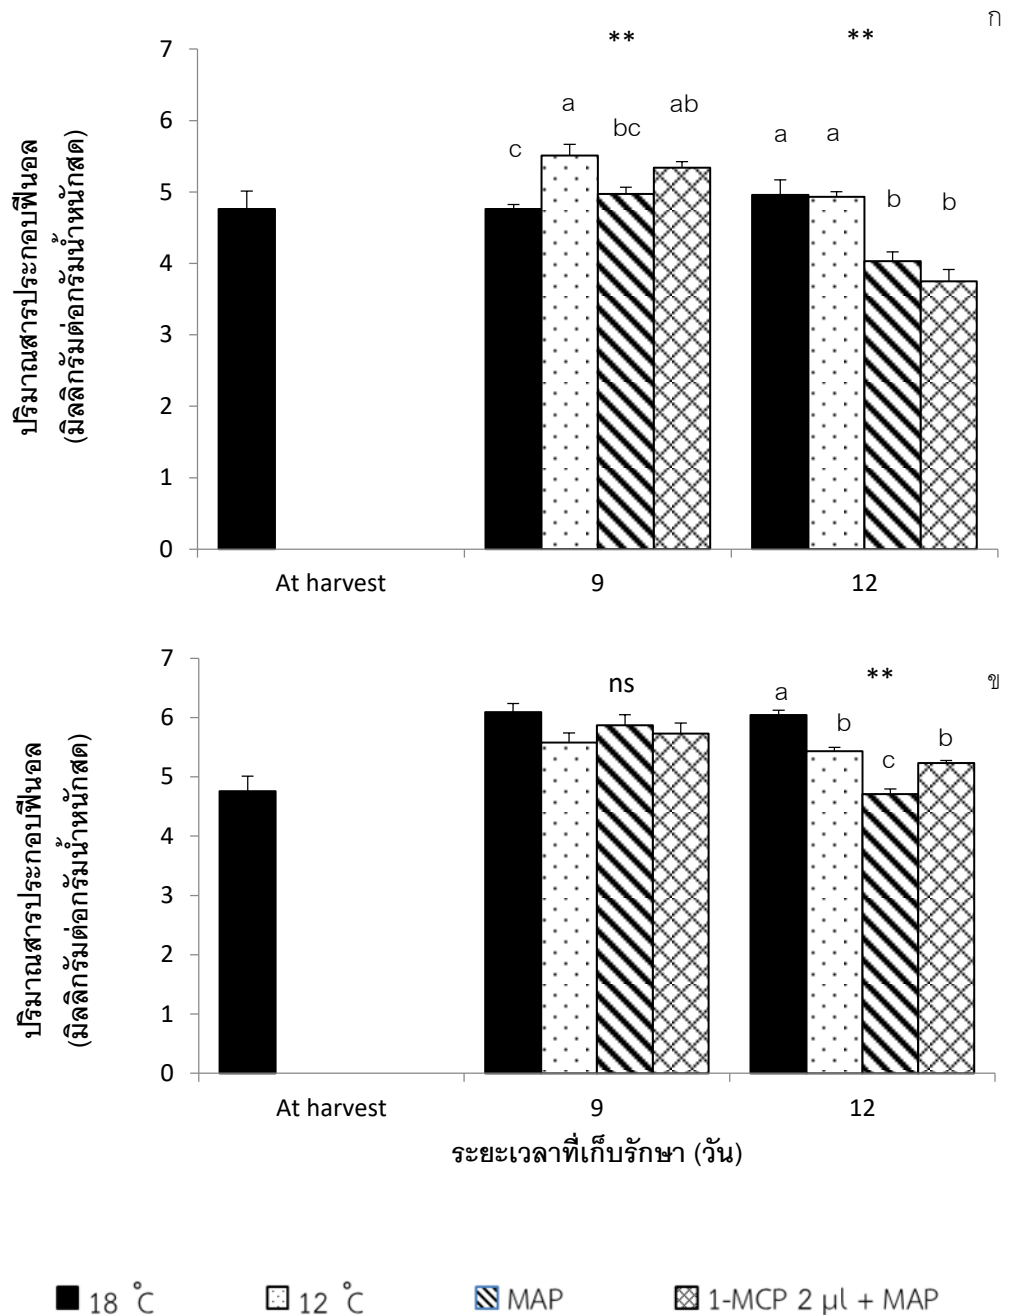 ก
** **
7
6
5
4
3
2
1
0
a ab
c bc
a a
b b
ปริมาณสารประกอบฟีนอล
(มิลลิกรัมต่อกรัมน้ำหนักสด)
At harvest 9 12
ข
7
6
5
4
3
2
1
0
ns **
a b c b
ปริมาณสารประกอบฟีนอล
(มิลลิกรัมต่อกรัมน้ำหนักสด)
At harvest 9 12
ระยะเวลาที่เก็บรักษา (วัน)
18 °C 12 °C MAP 1-MCP 2 µl + MAP